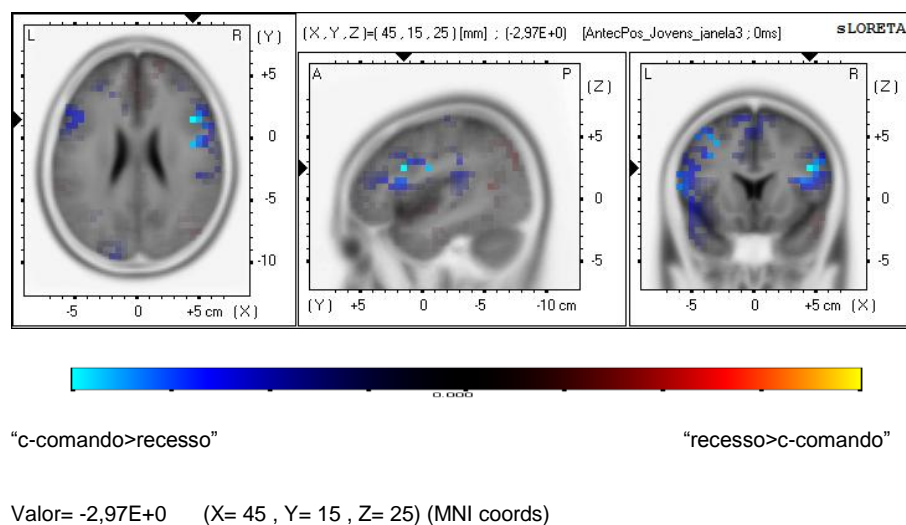 (X,Y,Z)=(45,15,25)[mm] ; (-2,97E+0) [AntecPos_Jovens_janela3 ; 0ms] sLORETA
L R (Y) A P (Z) L R (Z)
+5 +5 +5
0 0 0
-5 -5 -5
-10
-5 0 +5 cm (X) (Y) +5 0 -5 -10 cm -5 0 +5 cm (X)
0.000
“c-comando>recesso” “recesso>c-comando”
Valor= -2,97E+0 (X= 45 , Y= 15 , Z= 25) (MNI coords)